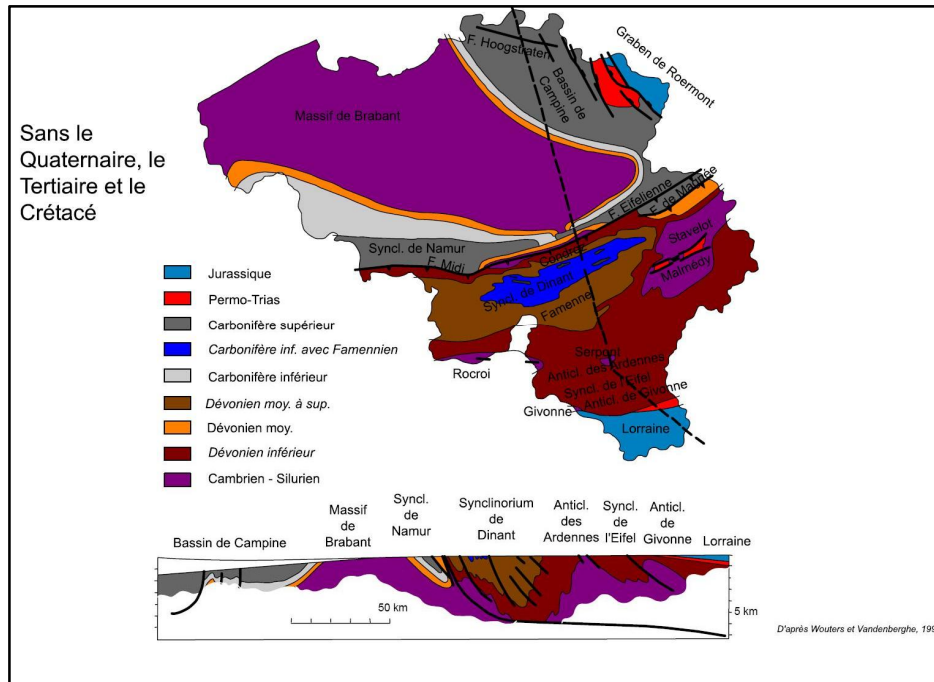 Sans le
Quaternaire, le
Tertiaire et le
Crétacé
F. Hoogstraten
Bassin de
Campine
Graben de Roermont
Massif de Brabant
F. Eifelienne
F. de Magnée
Stavelot
Malmedy
Condroz
Syncl. de Namur
F. Midi
Syncl. de Dinant
Famenne
Serpont
Rocroi
Anticl. des Ardennes
Syncl. de l'Eifel
Anticl. de Givonne
Givonne
Lorraine
Jurassique
Permo-Trias
Carbonifère supérieur
Carbonifère inf. avec Famennien
Carbonifère inférieur
Dévonien moy. à sup.
Dévonien moy.
Dévonien inférieur
Cambrien - Silurien
Bassin de Campine
Massif
de
Brabant
Syncl.
de
Namur
Synclinorium
de
Dinant
Anticl.
des
Ardennes
Syncl.
de
l'Eifel
Anticl.
de
Givonne
Lorraine
50 km
5 km
D'après Wouters et Vandenberghe, 199